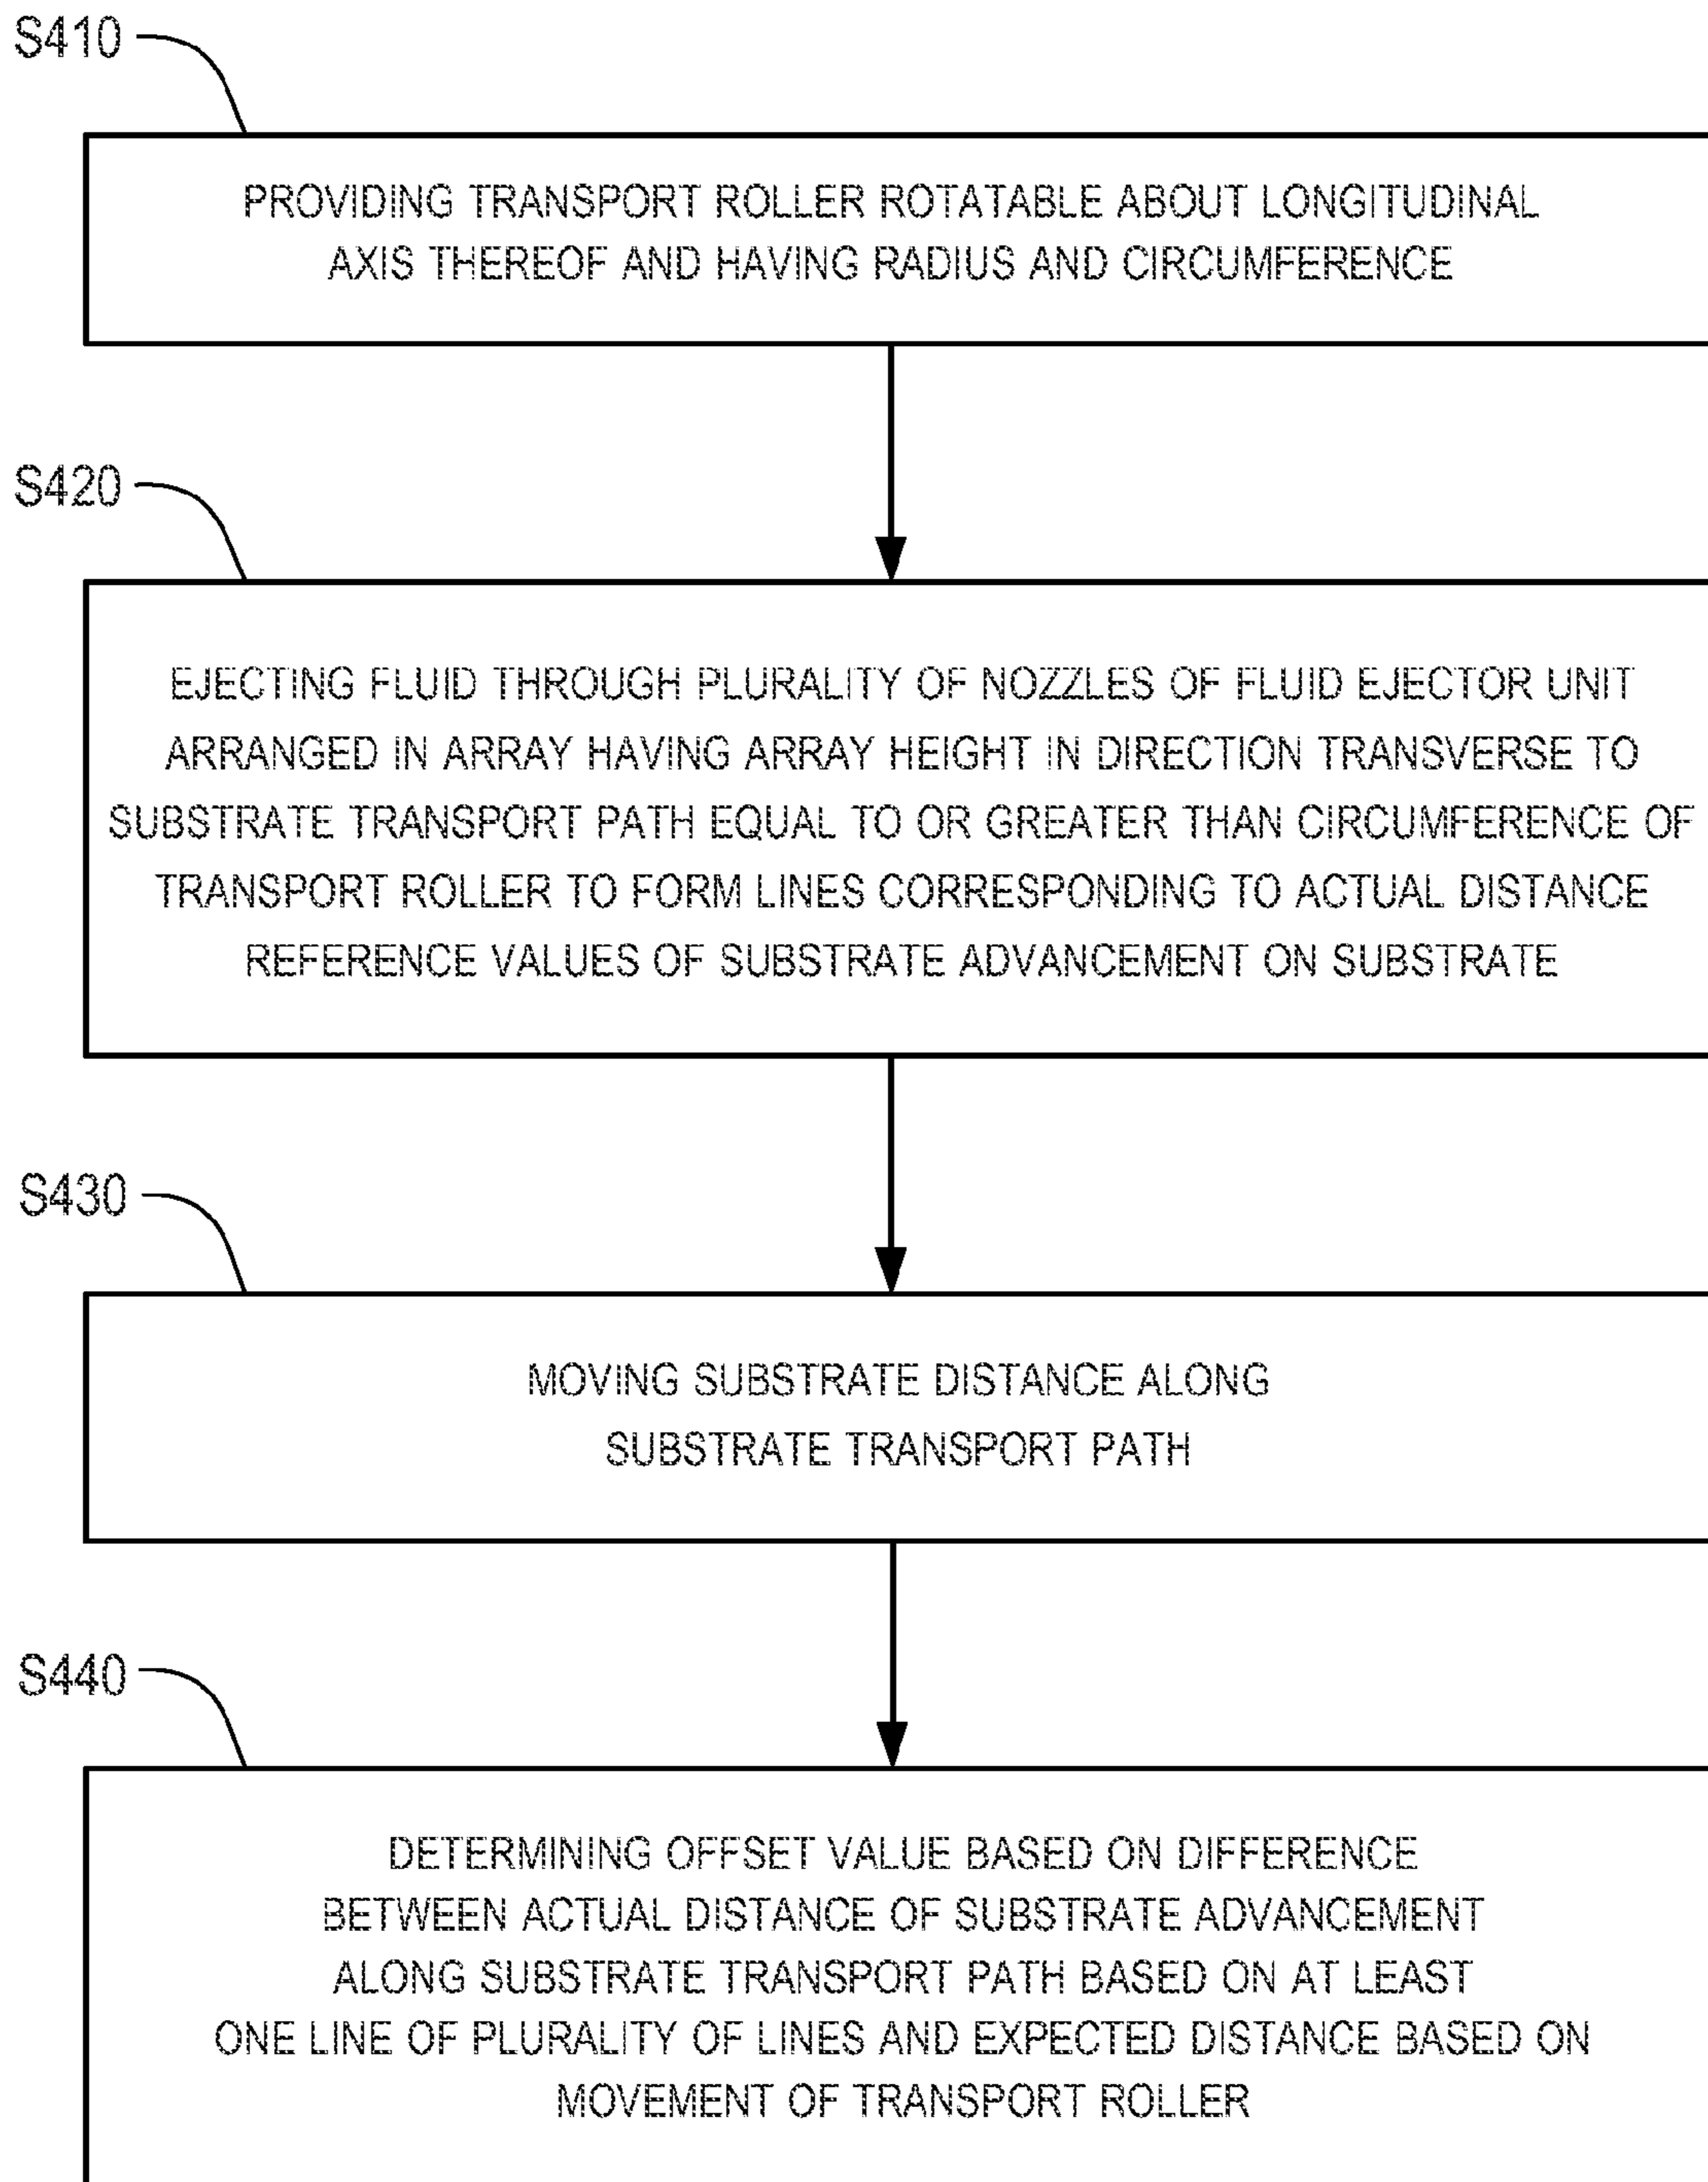 S410
PROVIDING TRANSPORT ROLLER ROTATABLE ABOUT LONGITUDINAL
AXIS THEREOF AND HAVING RADIUS AND CIRCUMFERENCE
S420
EJECTING FLUID THROUGH PLURALITY OF NOZZLES OF FLUID EJECTOR UNIT
ARRANGED IN ARRAY HAVING ARRAY HEIGHT IN DIRECTION TRANSVERSE TO
SUBSTRATE TRANSPORT PATH EQUAL TO OR GREATER THAN CIRCUMFERENCE OF
TRANSPORT ROLLER TO FORM LINES CORRESPONDING TO ACTUAL DISTANCE
REFERENCE VALUES OF SUBSTRATE ADVANCEMENT ON SUBSTRATE
S430
MOVING SUBSTRATE DISTANCE ALONG
SUBSTRATE TRANSPORT PATH
S440
DETERMINING OFFSET VALUE BASED ON DIFFERENCE
BETWEEN ACTUAL DISTANCE OF SUBSTRATE ADVANCEMENT
ALONG SUBSTRATE TRANSPORT PATH BASED ON AT LEAST
ONE LINE OF PLURALITY OF LINES AND EXPECTED DISTANCE BASED ON
MOVEMENT OF TRANSPORT ROLLER